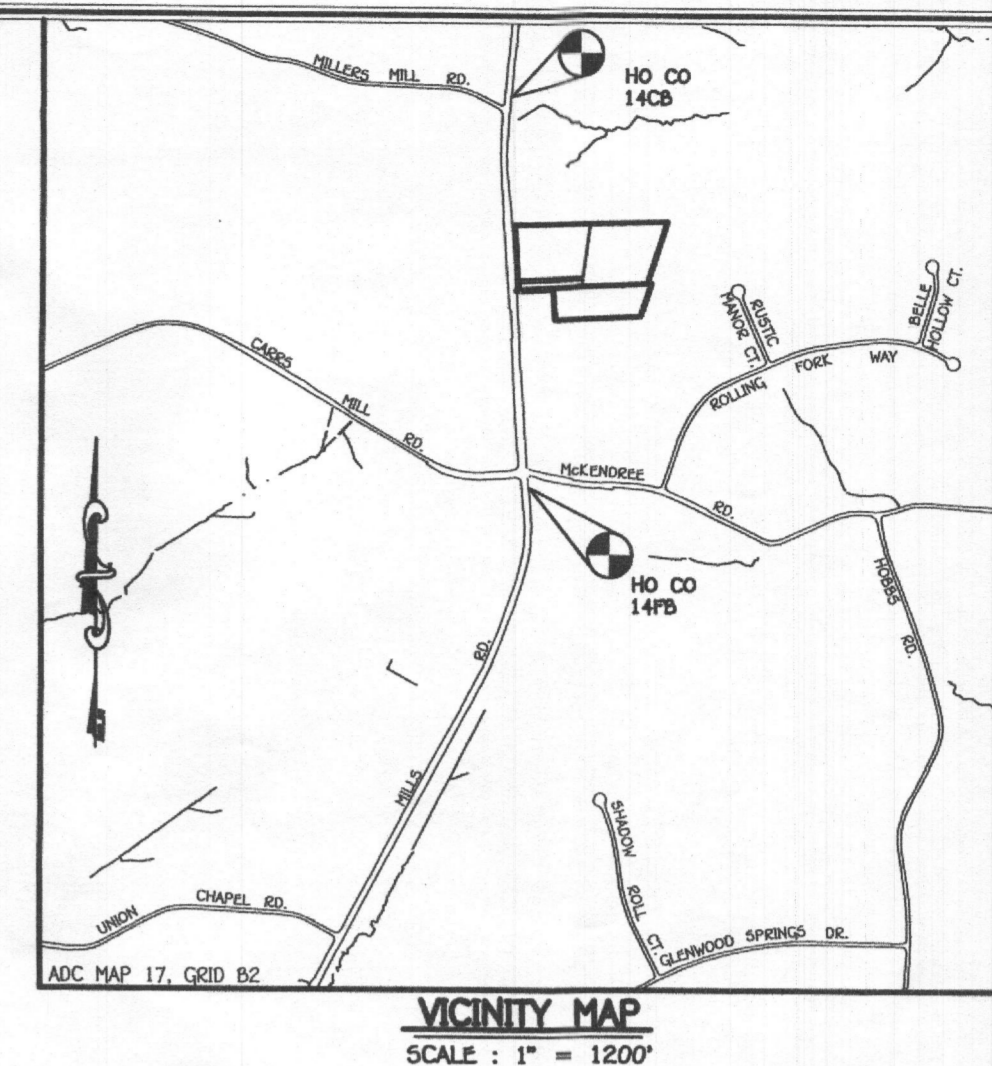 MILLERS MILL RD.
HO CO
14CB
CARRS MILL RD.
RUSTIC
MANOR CT.
BELLE
HOLLOW CT.
ROLLING FORK WAY
McKENDREE RD.
HO CO
14FB
HOBBS RD.
MILLS RD.
SHADOW ROLL CT.
UNION CHAPEL RD.
GLENWOOD SPRINGS DR.
ADC MAP 17, GRID B2
VICINITY MAP
SCALE : 1" = 1200'